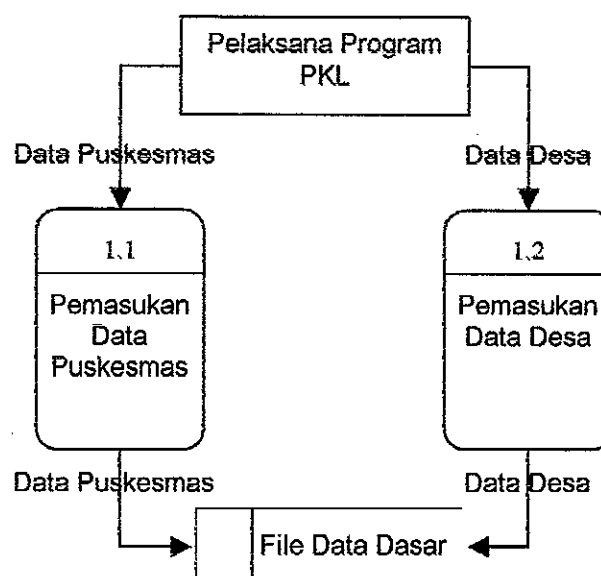 Pelaksana Program
PKL
Data Puskesmas
Data Desa
1.1
Pemasukan
Data
Puskesmas
1.2
Pemasukan
Data Desa
Data Puskesmas
Data Desa
File Data Dasar